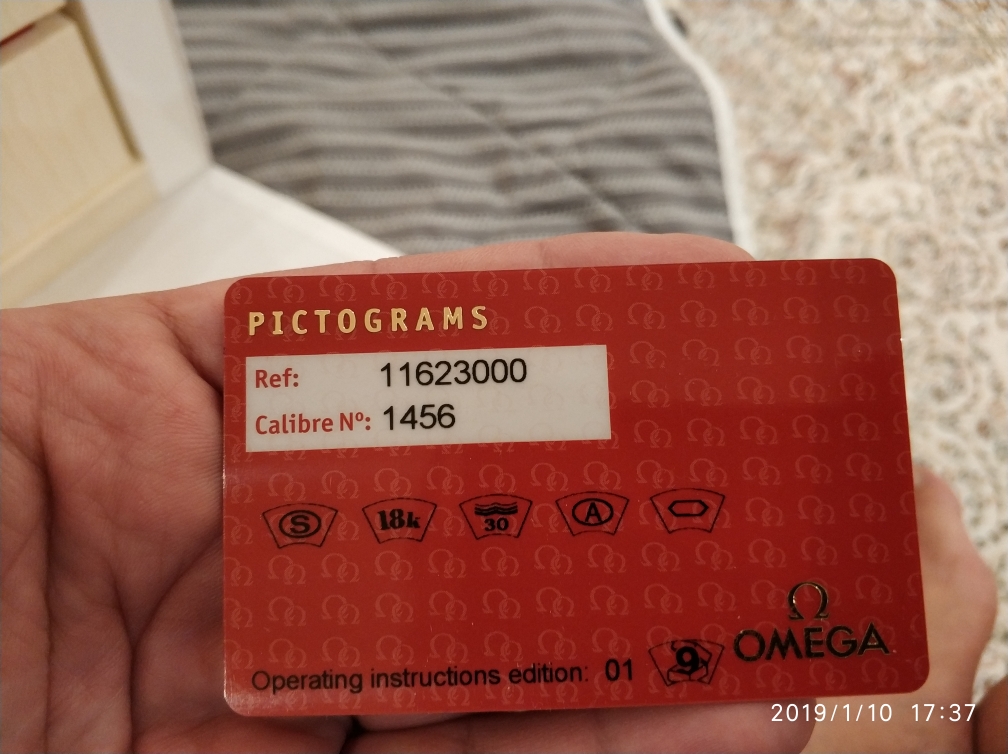 PICTOGRAMS
Ref: 11623000
Calibre Nº: 1456
S 18k 30 A
Operating instructions edition: 01 9
Ω OMEGA
2019/1/10 17:37